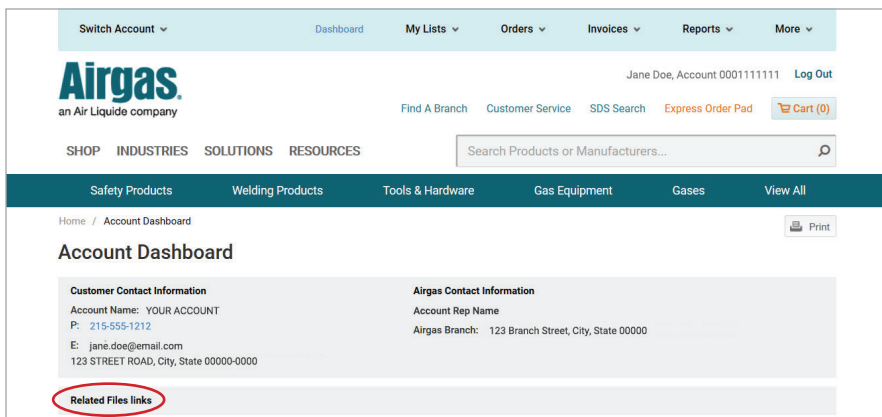 Switch Account Dashboard My Lists Orders Invoices Reports More
Jane Doe, Account 0001111111 Log Out
Airgas.
an Air Liquide company
Find A Branch Customer Service SDS Search Express Order Pad Cart (0)
SHOP INDUSTRIES SOLUTIONS RESOURCES Search Products or Manufacturers...
Safety Products Welding Products Tools & Hardware Gas Equipment Gases View All
Home / Account Dashboard Print
Account Dashboard
Customer Contact Information
Account Name: YOUR ACCOUNT
P: 215-555-1212
E: jane.doe@email.com
123 STREET ROAD, City, State 00000-0000
Airgas Contact Information
Account Rep Name
Airgas Branch: 123 Branch Street, City, State 00000
Related Files links